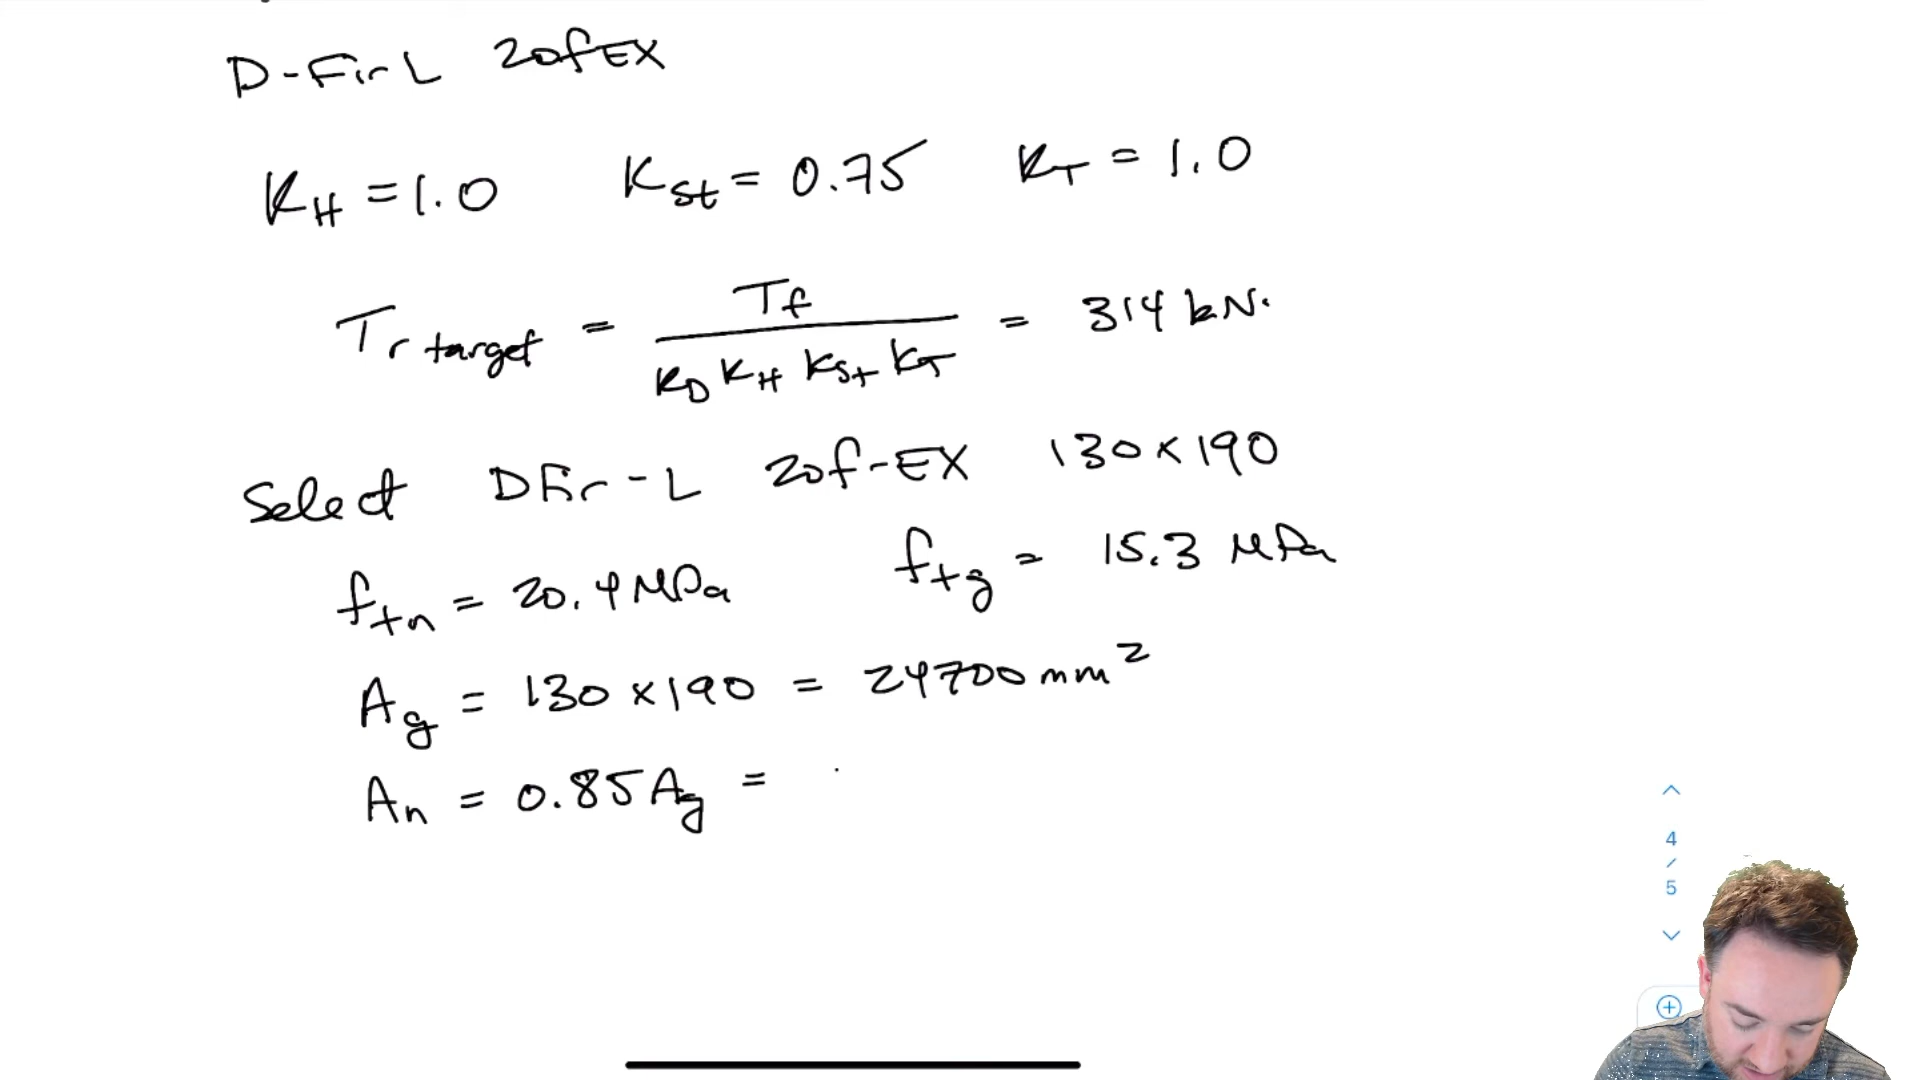 D-Fir L 20f EX
K_H = 1.0 K_St = 0.75 K_T = 1.0
T_r target = T_f / (K_D K_H K_St K_T) = 314 kN.
Select D Fir-L 20f-EX 130 x 190
f_tn = 20.4 MPa f_tg = 15.3 MPa
A_g = 130 x 190 = 24700 mm²
A_n = 0.85 A_g =
4
/
5